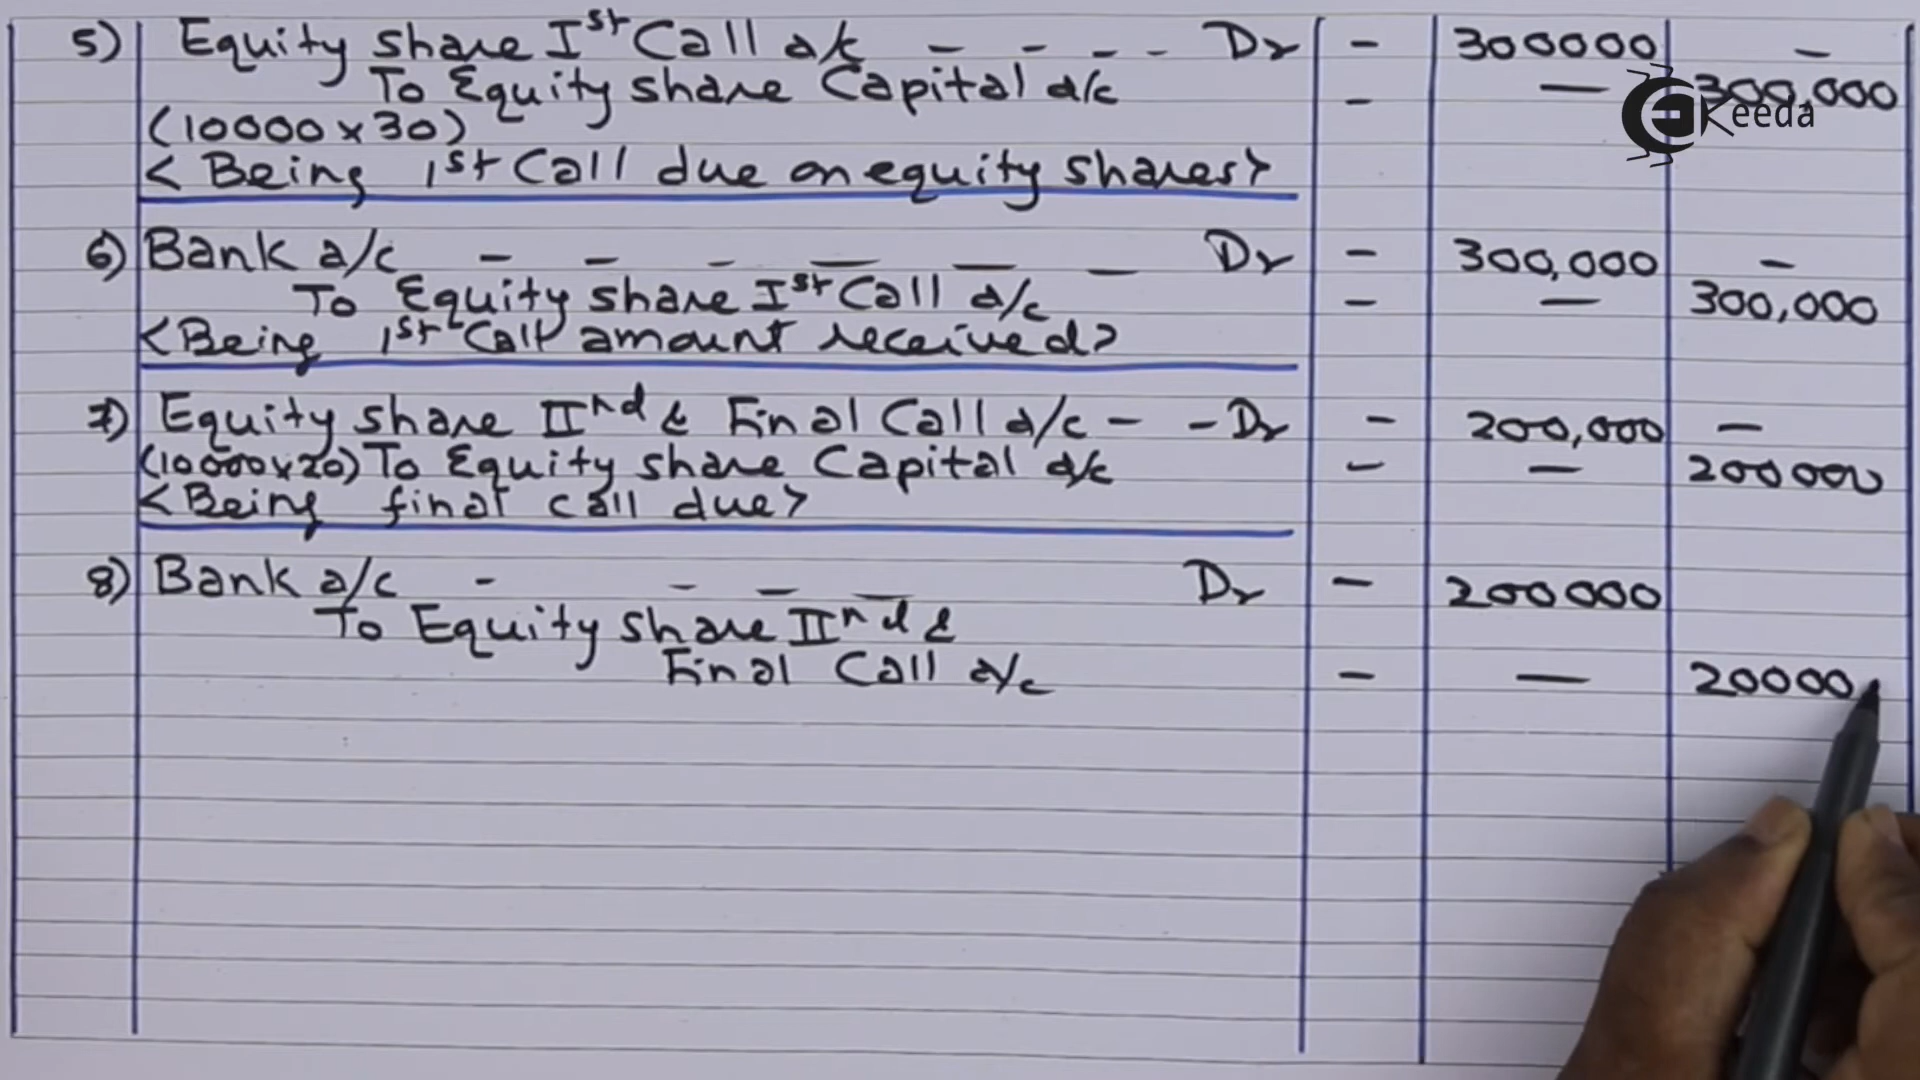 5) Equity share Ist Call a/c - - - - Dr - 300000 -
To Equity share Capital a/c - — 300,000
(10000 x 30)
Keeda
< Being 1st Call due on equity shares>
6) Bank a/c - - - — — — Dr - 300,000 -
To Equity share Ist Call a/c - — 300,000
<Being 1st Call amount received>
7) Equity share IInd & Final Call a/c - - Dr - 200,000 —
(10000x20) To Equity share Capital a/c - — 200000
<Being final call due>
8) Bank a/c - - — — Dr - 200000
To Equity share IInd &
Final Call a/c - — 20000